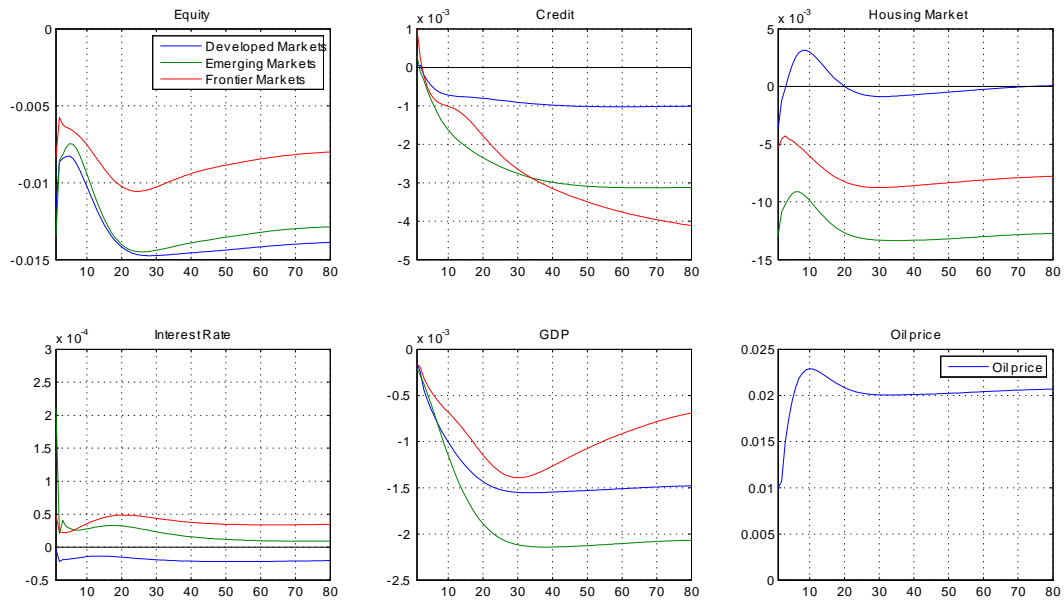 Equity
0
-0.005
-0.01
-0.015
10 20 30 40 50 60 70 80
Developed Markets
Emerging Markets
Frontier Markets
Credit
x 10-3
1
0
-1
-2
-3
-4
-5
10 20 30 40 50 60 70 80
Housing Market
x 10-3
5
0
-5
-10
-15
10 20 30 40 50 60 70 80
Interest Rate
x 10-4
3
2.5
2
1.5
1
0.5
0
-0.5
10 20 30 40 50 60 70 80
GDP
x 10-3
0
-0.5
-1
-1.5
-2
-2.5
10 20 30 40 50 60 70 80
Oil price
0.025
0.02
0.015
0.01
0.005
0
10 20 30 40 50 60 70 80
Oil price